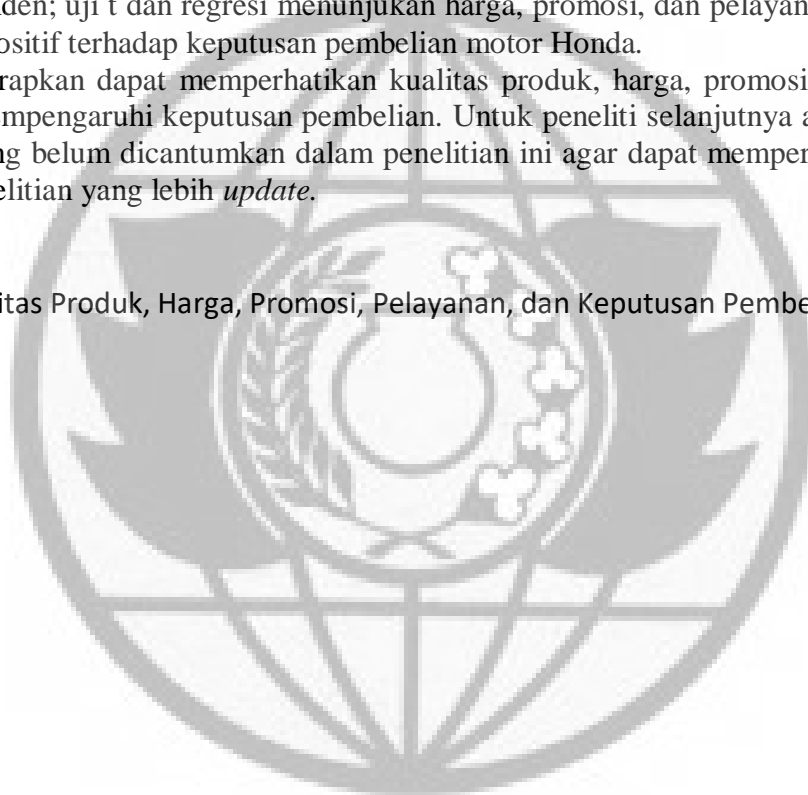 nden; uji t dan regresi menunjukan harga, promosi, dan pelayan
ositif terhadap keputusan pembelian motor Honda.
rapkan dapat memperhatikan kualitas produk, harga, promosi
empengaruhi keputusan pembelian. Untuk peneliti selanjutnya a
ng belum dicantumkan dalam penelitian ini agar dapat memper
elitian yang lebih update.
itas Produk, Harga, Promosi, Pelayanan, dan Keputusan Pembe